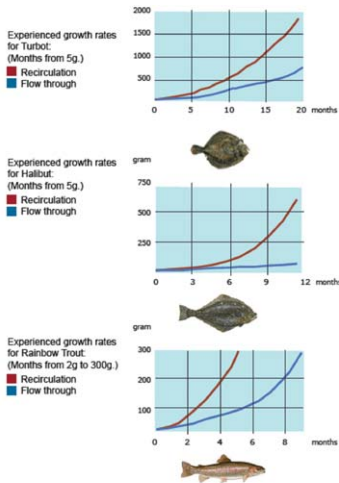 Experienced growth rates
for Turbot:
(Months from 5g.)
Recirculation
Flow through
2000
1500
1000
500
0
5
10
15
20
months
Experienced growth rates
for Halibut:
(Months from 5g.)
Recirculation
Flow through
gram
750
500
250
0
3
6
9
12
months
Experienced growth rates
for Rainbow Trout:
(Months from 2g to 300g.)
Recirculation
Flow through
gram
300
200
100
0
2
4
6
8
months